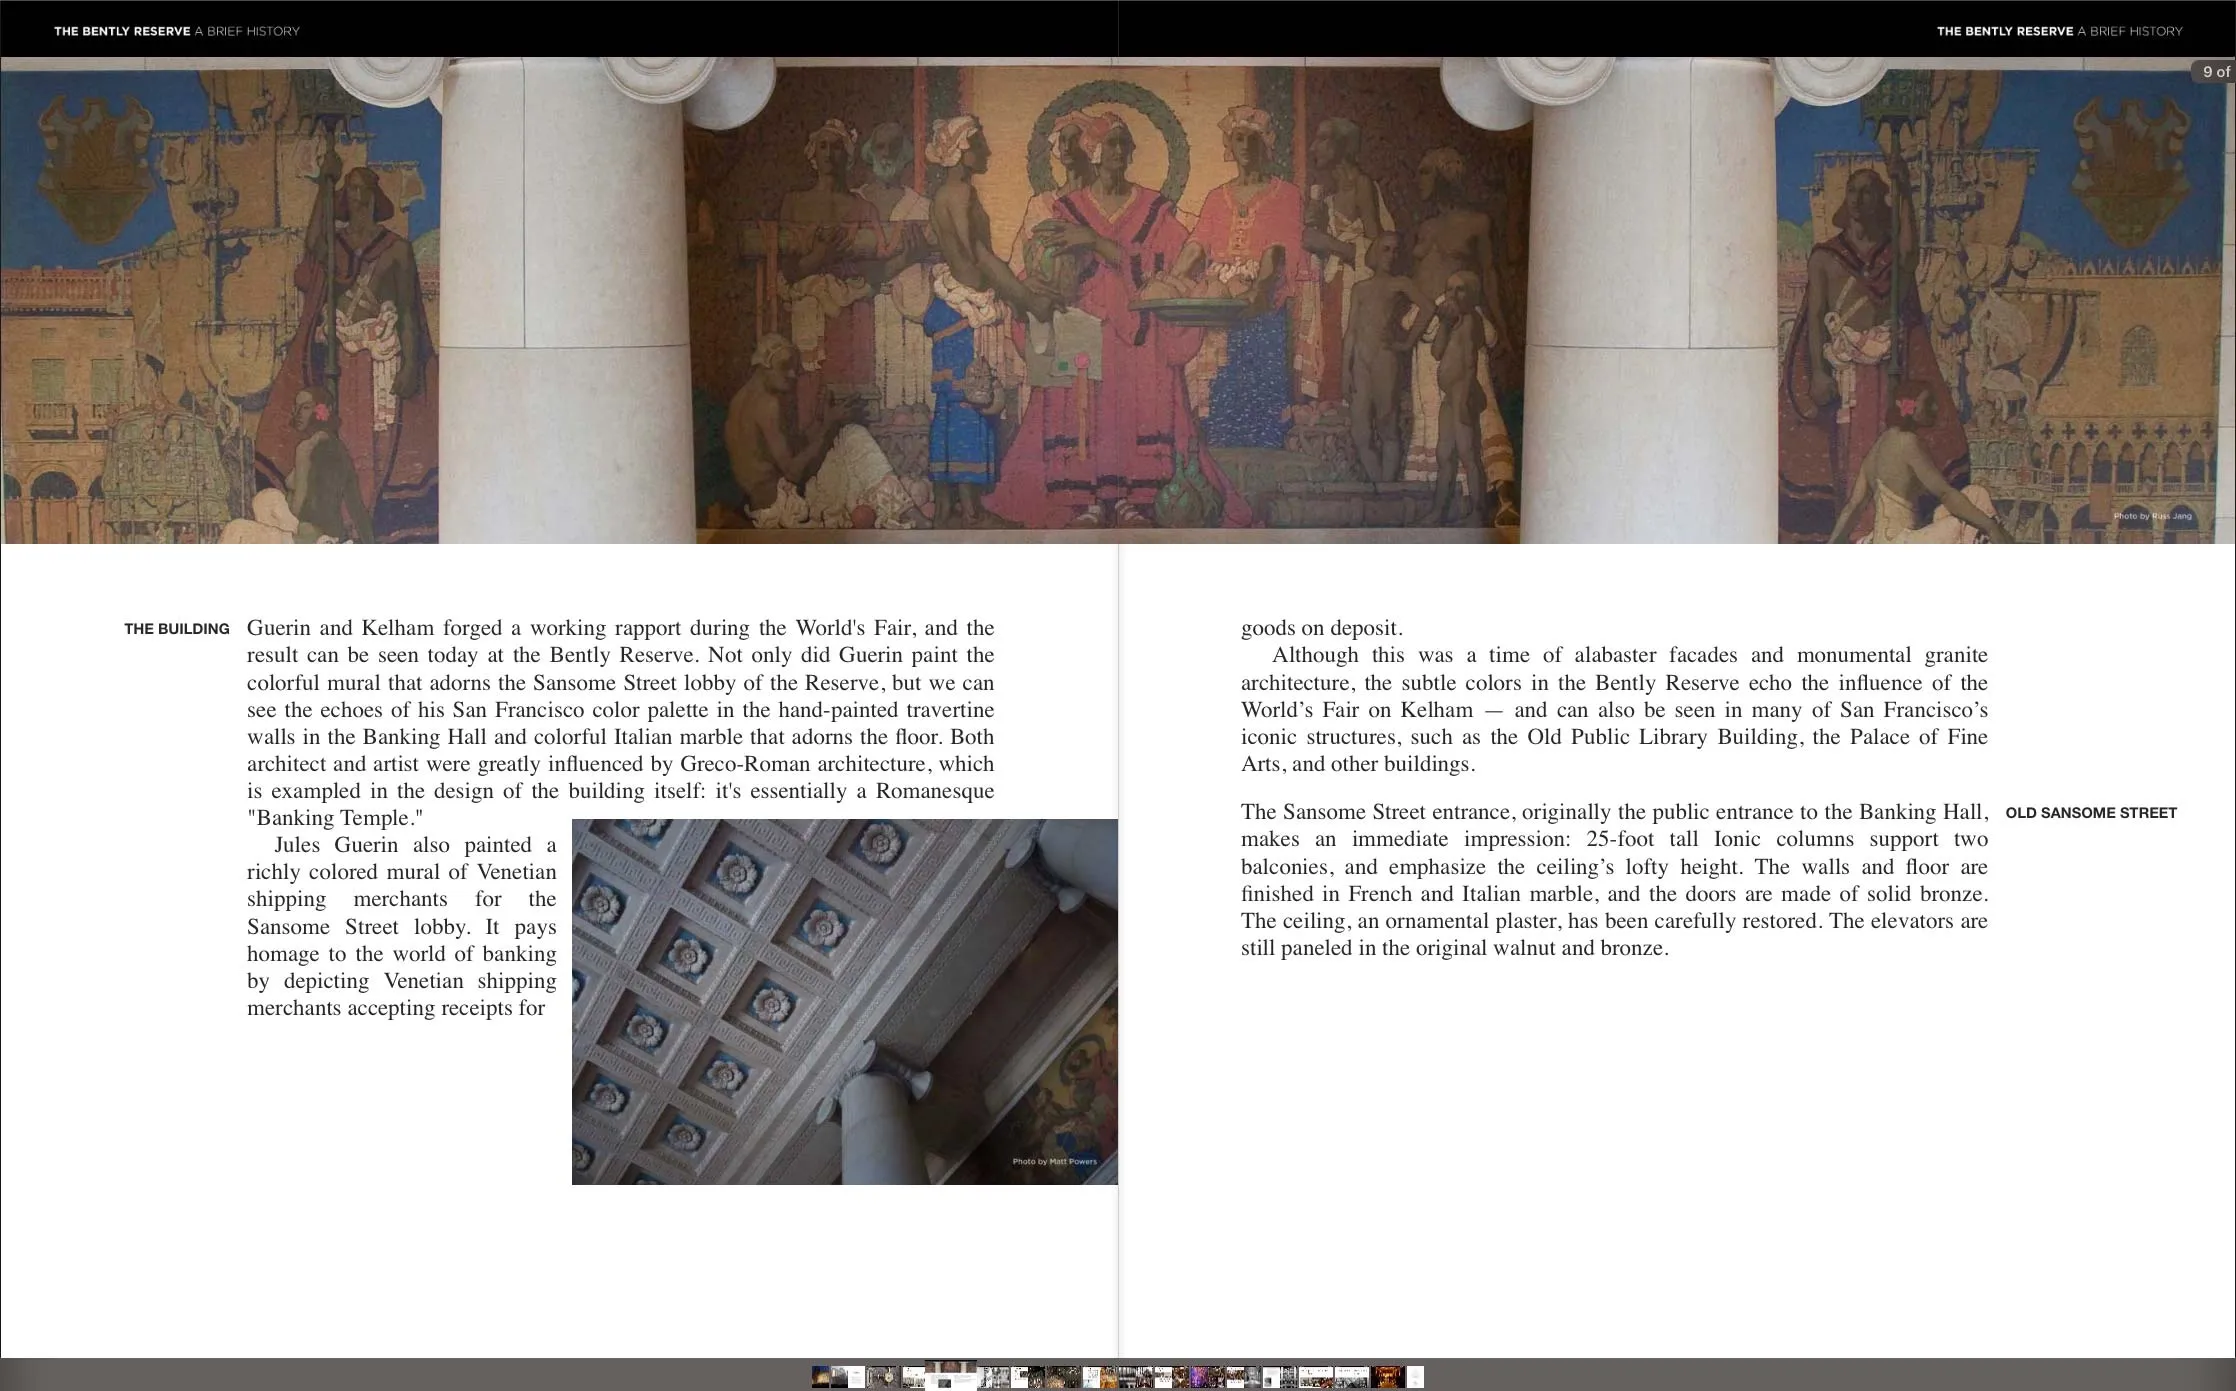 THE BENTLY RESERVE A BRIEF HISTORY
THE BENTLY RESERVE A BRIEF HISTORY
9 of
Photo by Russ Jang
THE BUILDING
Guerin and Kelham forged a working rapport during the World's Fair, and the
result can be seen today at the Bently Reserve. Not only did Guerin paint the
colorful mural that adorns the Sansome Street lobby of the Reserve, but we can
see the echoes of his San Francisco color palette in the hand-painted travertine
walls in the Banking Hall and colorful Italian marble that adorns the floor. Both
architect and artist were greatly influenced by Greco-Roman architecture, which
is exampled in the design of the building itself: it's essentially a Romanesque
"Banking Temple."
Jules Guerin also painted a
richly colored mural of Venetian
shipping merchants for the
Sansome Street lobby. It pays
homage to the world of banking
by depicting Venetian shipping
merchants accepting receipts for
Photo by Matt Powers
goods on deposit.
Although this was a time of alabaster facades and monumental granite
architecture, the subtle colors in the Bently Reserve echo the influence of the
World’s Fair on Kelham — and can also be seen in many of San Francisco’s
iconic structures, such as the Old Public Library Building, the Palace of Fine
Arts, and other buildings.
The Sansome Street entrance, originally the public entrance to the Banking Hall,
makes an immediate impression: 25-foot tall Ionic columns support two
balconies, and emphasize the ceiling’s lofty height. The walls and floor are
finished in French and Italian marble, and the doors are made of solid bronze.
The ceiling, an ornamental plaster, has been carefully restored. The elevators are
still paneled in the original walnut and bronze.
OLD SANSOME STREET